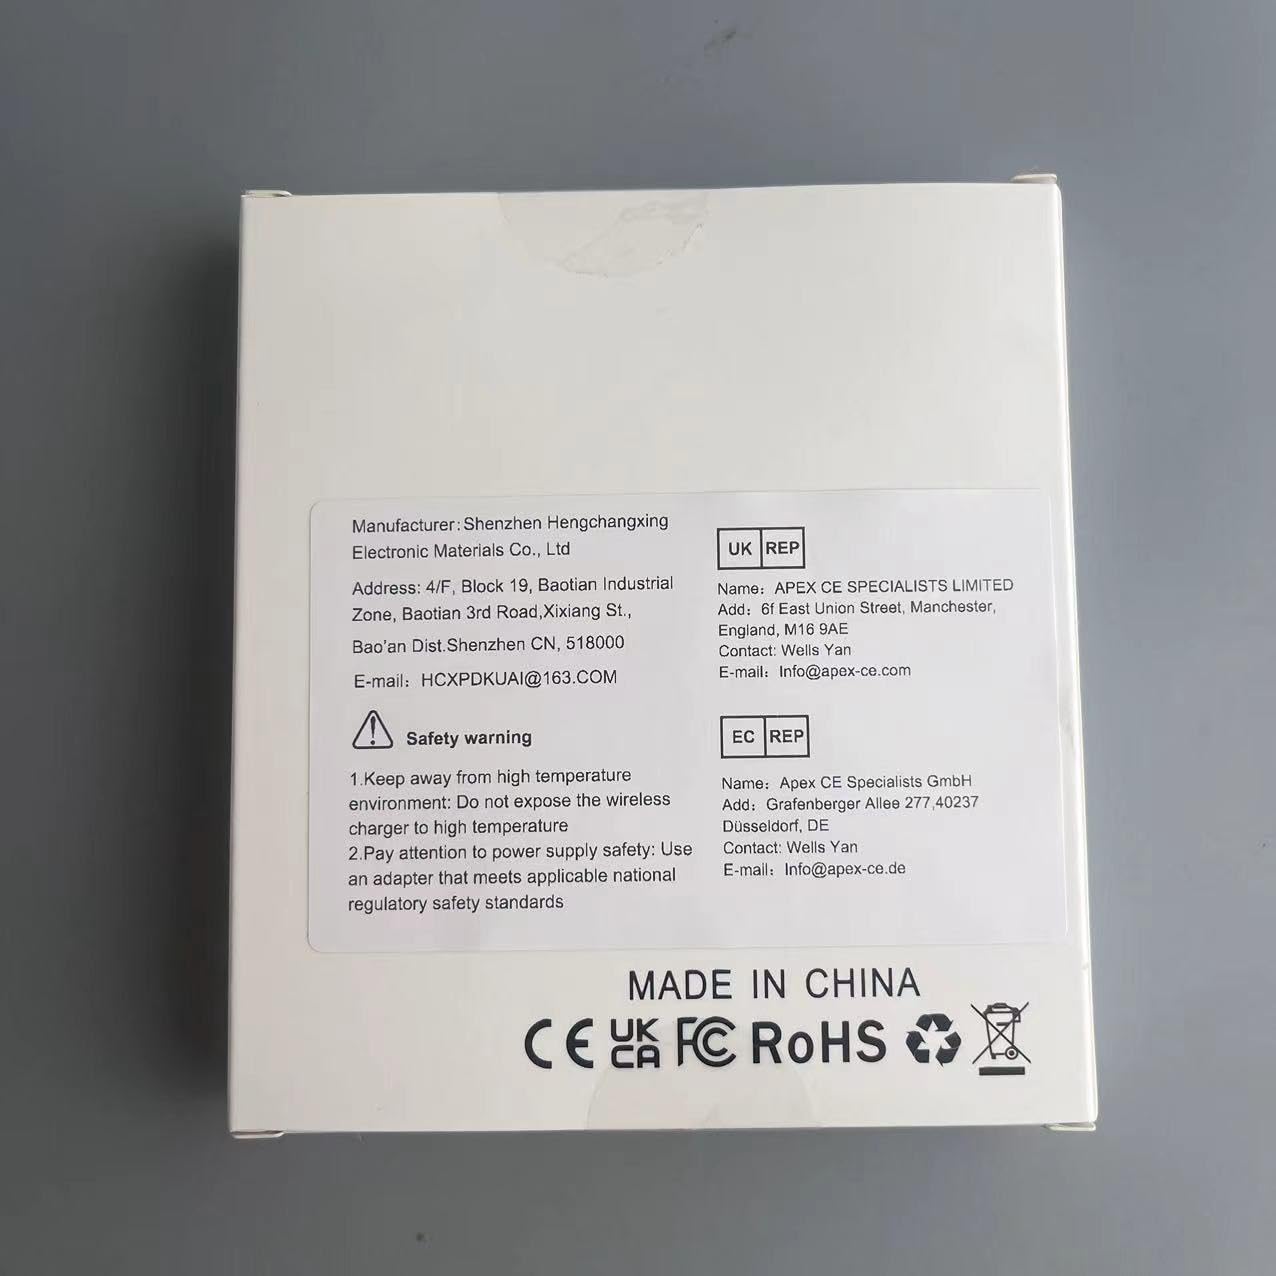 Manufacturer:Shenzhen Hengchangxing
Electronic Materials Co., Ltd
Address: 4/F, Block 19, Baotian Industrial
Zone, Baotian 3rd Road,Xixiang St.,
Bao'an Dist.Shenzhen CN, 518000
E-mail: HCXPDKUAI@163.COM
Safety warning
1.Keep away from high temperature
environment: Do not expose the wireless
charger to high temperature
2.Pay attention to power supply safety: Use
an adapter that meets applicable national
regulatory safety standards
UK REP
Name: APEX CE SPECIALISTS LIMITED
Add: 6f East Union Street, Manchester,
England, M16 9AE
Contact: Wells Yan
E-mail: Info@apex-ce.com
EC REP
Name: Apex CE Specialists GmbH
Add: Grafenberger Allee 277,40237
Düsseldorf, DE
Contact: Wells Yan
E-mail: Info@apex-ce.de
MADE IN CHINA
CE UK CA FC RoHS